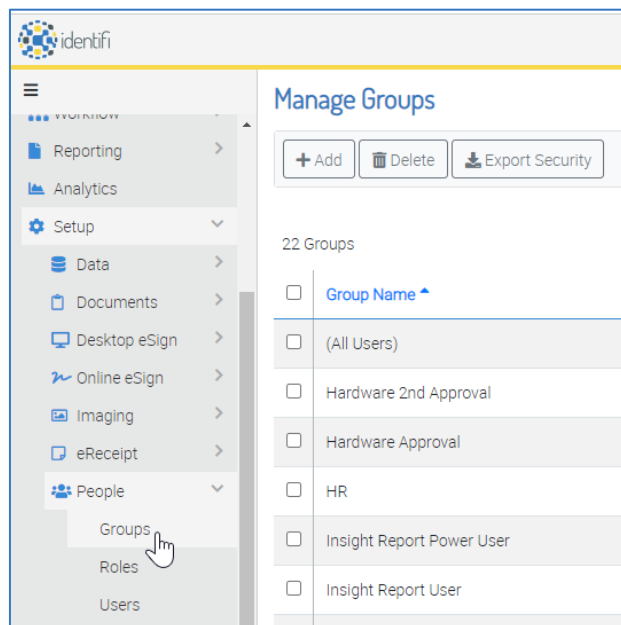 identifi
Workflow
Reporting
Analytics
Setup
Data
Documents
Desktop eSign
Online eSign
Imaging
eReceipt
People
Groups
Roles
Users
Manage Groups
Add Delete Export Security
22 Groups
Group Name
(All Users)
Hardware 2nd Approval
Hardware Approval
HR
Insight Report Power User
Insight Report User